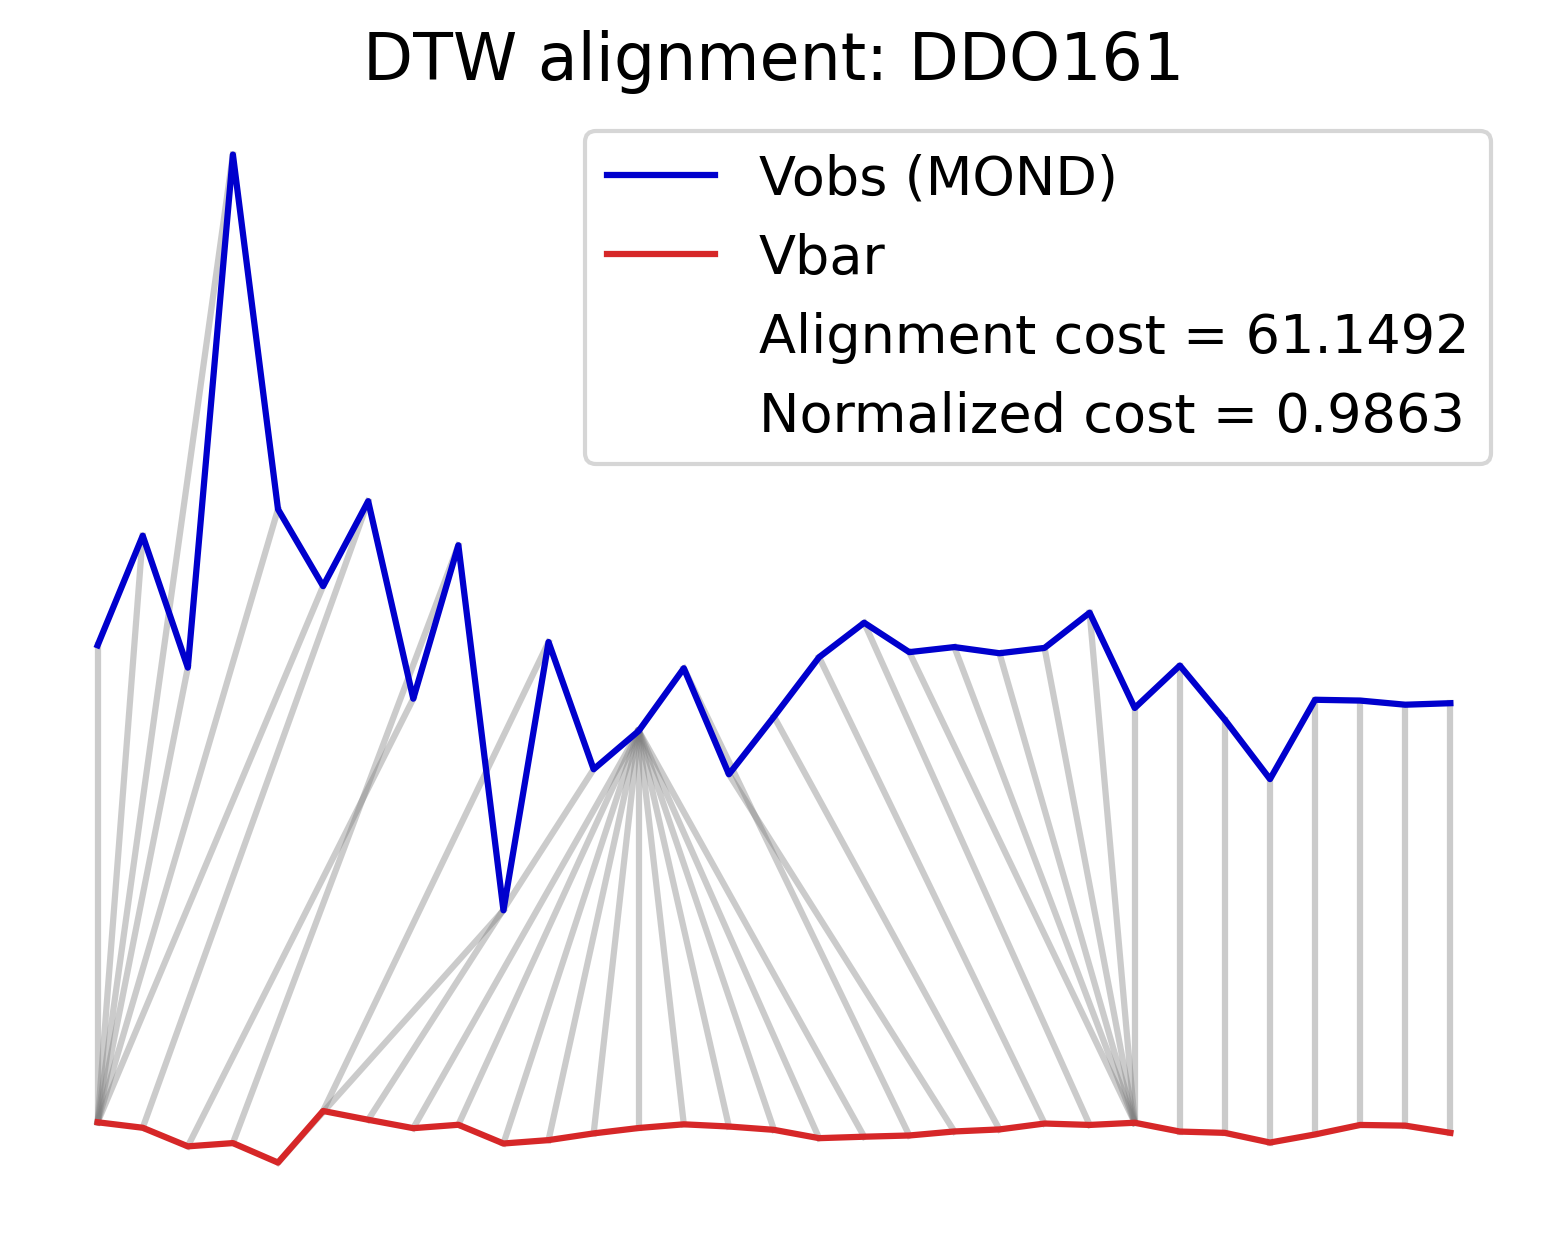 DTW alignment: DDO161
Vobs (MOND)
Vbar
Alignment cost = 61.1492
Normalized cost = 0.9863